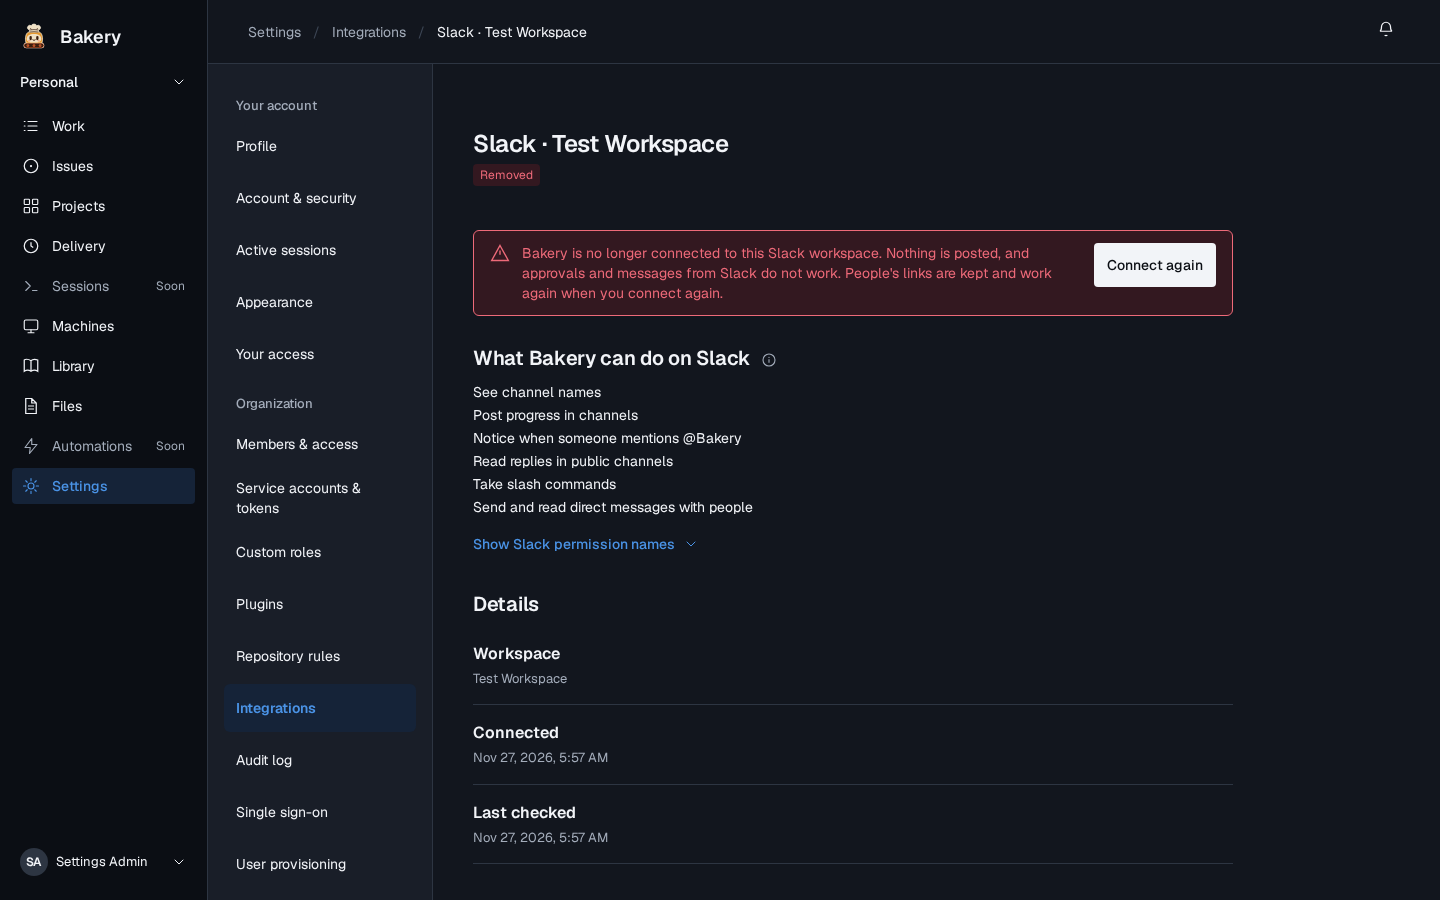 Bakery
Personal
Work
Issues
Projects
Delivery
Sessions Soon
Machines
Library
Files
Automations Soon
Settings
SA Settings Admin
Settings / Integrations / Slack · Test Workspace
Your account
Profile
Account & security
Active sessions
Appearance
Your access
Organization
Members & access
Service accounts &
tokens
Custom roles
Plugins
Repository rules
Integrations
Audit log
Single sign-on
User provisioning
Slack · Test Workspace
Removed
Bakery is no longer connected to this Slack workspace. Nothing is posted, and
approvals and messages from Slack do not work. People's links are kept and work
again when you connect again.
Connect again
What Bakery can do on Slack
See channel names
Post progress in channels
Notice when someone mentions @Bakery
Read replies in public channels
Take slash commands
Send and read direct messages with people
Show Slack permission names
Details
Workspace
Test Workspace
Connected
Nov 27, 2026, 5:57 AM
Last checked
Nov 27, 2026, 5:57 AM